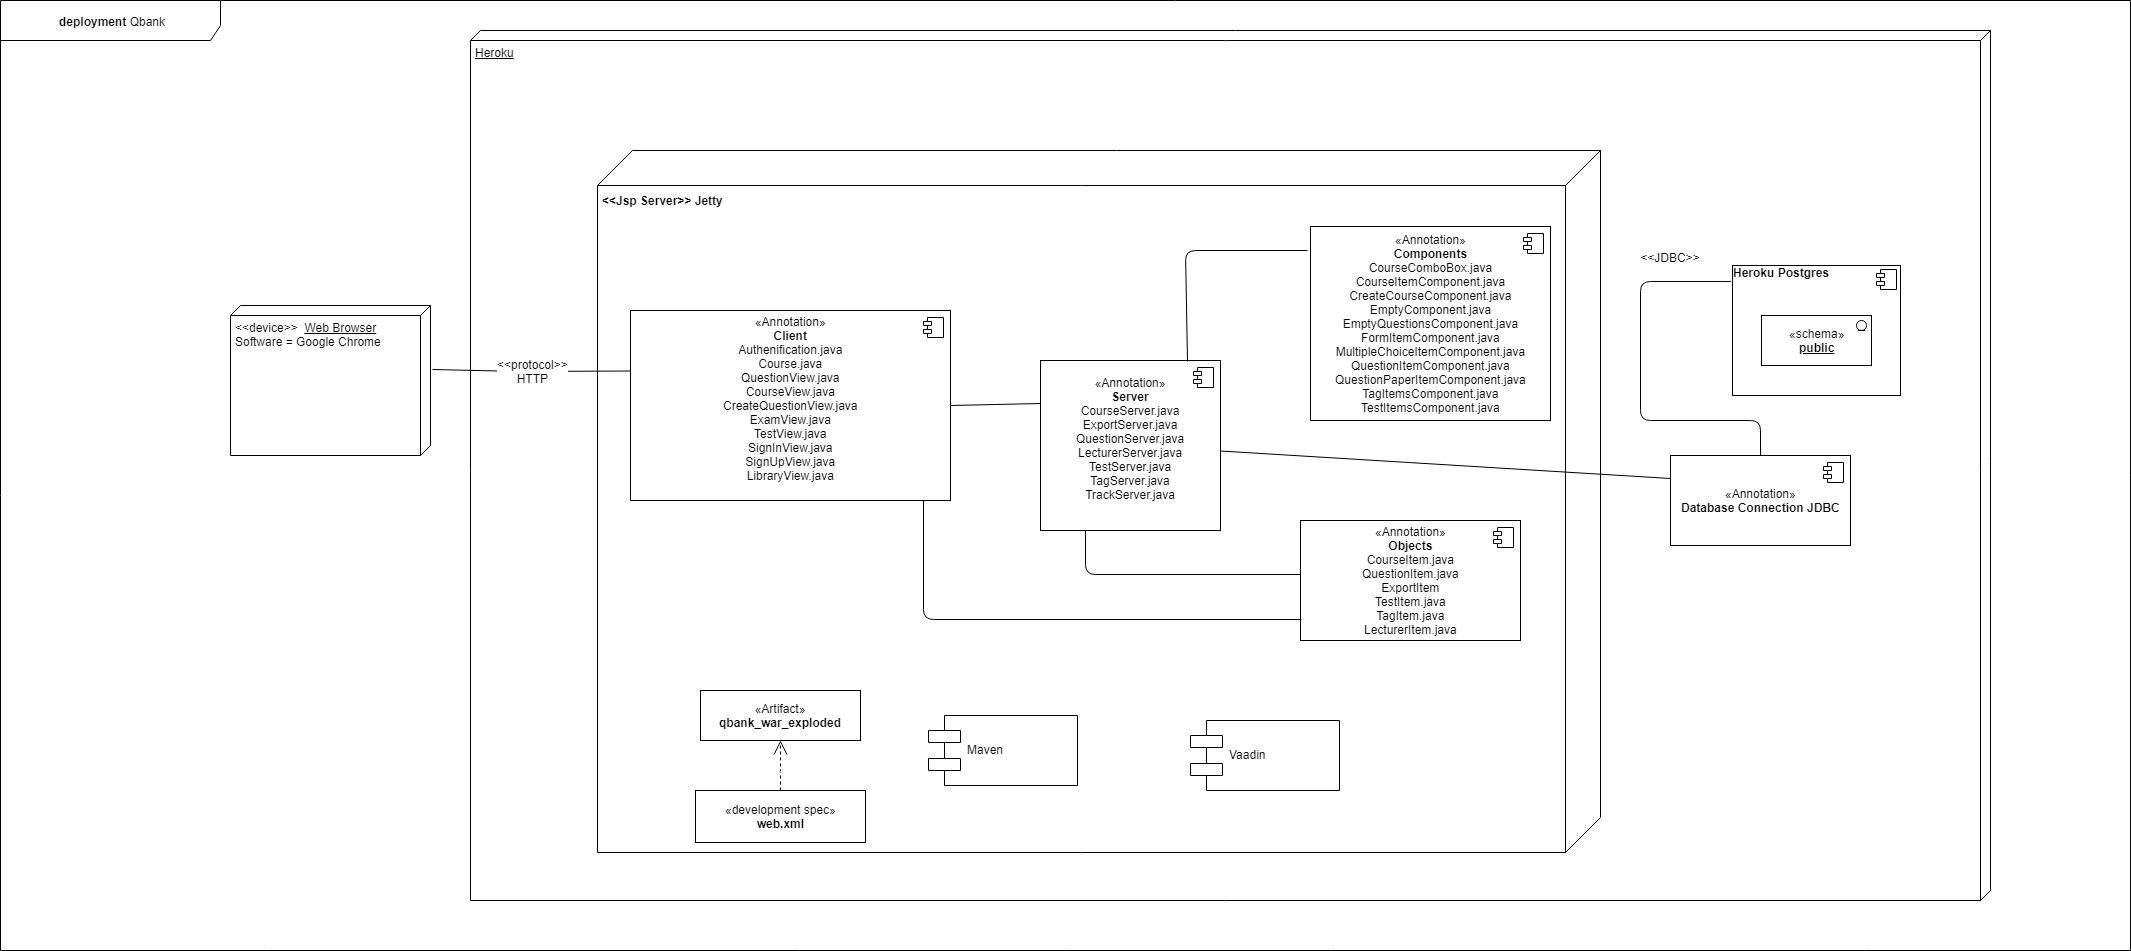 deployment Qbank
Heroku
<<Jsp Server>> Jetty
<<device>> Web Browser
Software = Google Chrome
<<protocol>>
HTTP
«Annotation»
Client
Authenification.java
Course.java
QuestionView.java
CourseView.java
CreateQuestionView.java
ExamView.java
TestView.java
SignInView.java
SignUpView.java
LibraryView.java
«Annotation»
Server
CourseServer.java
ExportServer.java
QuestionServer.java
LecturerServer.java
TestServer.java
TagServer.java
TrackServer.java
«Annotation»
Components
CourseComboBox.java
CourseItemComponent.java
CreateCourseComponent.java
EmptyComponent.java
EmptyQuestionsComponent.java
FormItemComponent.java
MultipleChoiceItemComponent.java
QuestionItemComponent.java
QuestionPaperItemComponent.java
TagItemsComponent.java
TestItemsComponent.java
«Annotation»
Objects
CourseItem.java
QuestionItem.java
ExportItem
TestItem.java
TagItem.java
LecturerItem.java
<<JDBC>>
Heroku Postgres
«schema»
public
«Annotation»
Database Connection JDBC
«Artifact»
qbank_war_exploded
«development spec»
web.xml
Maven
Vaadin